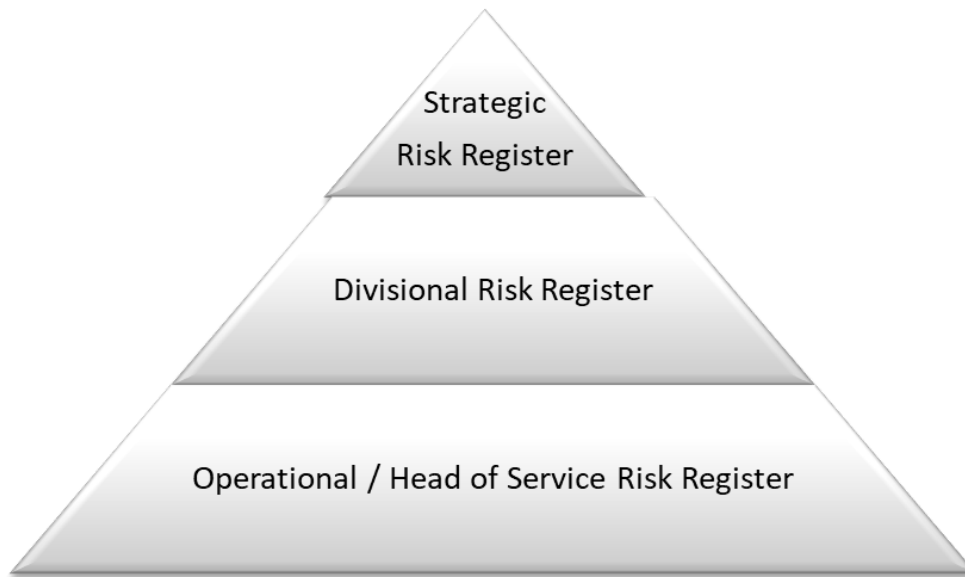 Strategic
Risk Register
Divisional Risk Register
Operational / Head of Service Risk Register